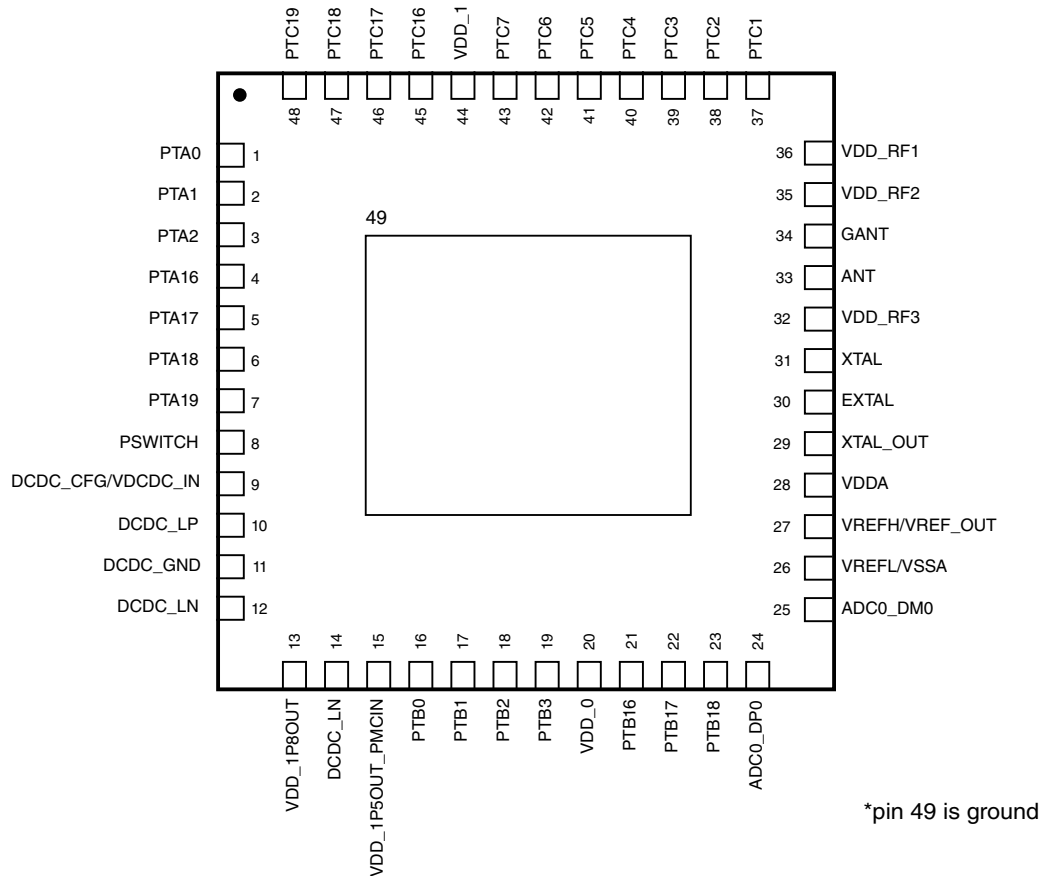 PTC19
PTC18
PTC17
PTC16
VDD_1
PTC7
PTC6
PTC5
PTC4
PTC3
PTC2
PTC1
48
47
46
45
44
43
42
41
40
39
38
37
PTA0 1
PTA1 2
PTA2 3
PTA16 4
PTA17 5
PTA18 6
PTA19 7
PSWITCH 8
DCDC_CFG/VDCDC_IN 9
DCDC_LP 10
DCDC_GND 11
DCDC_LN 12
49
36 VDD_RF1
35 VDD_RF2
34 GANT
33 ANT
32 VDD_RF3
31 XTAL
30 EXTAL
29 XTAL_OUT
28 VDDA
27 VREFH/VREF_OUT
26 VREFL/VSSA
25 ADC0_DM0
13
14
15
16
17
18
19
20
21
22
23
24
VDD_1P8OUT
DCDC_LN
VDD_1P5OUT_PMCIN
PTB0
PTB1
PTB2
PTB3
VDD_0
PTB16
PTB17
PTB18
ADC0_DP0
*pin 49 is ground